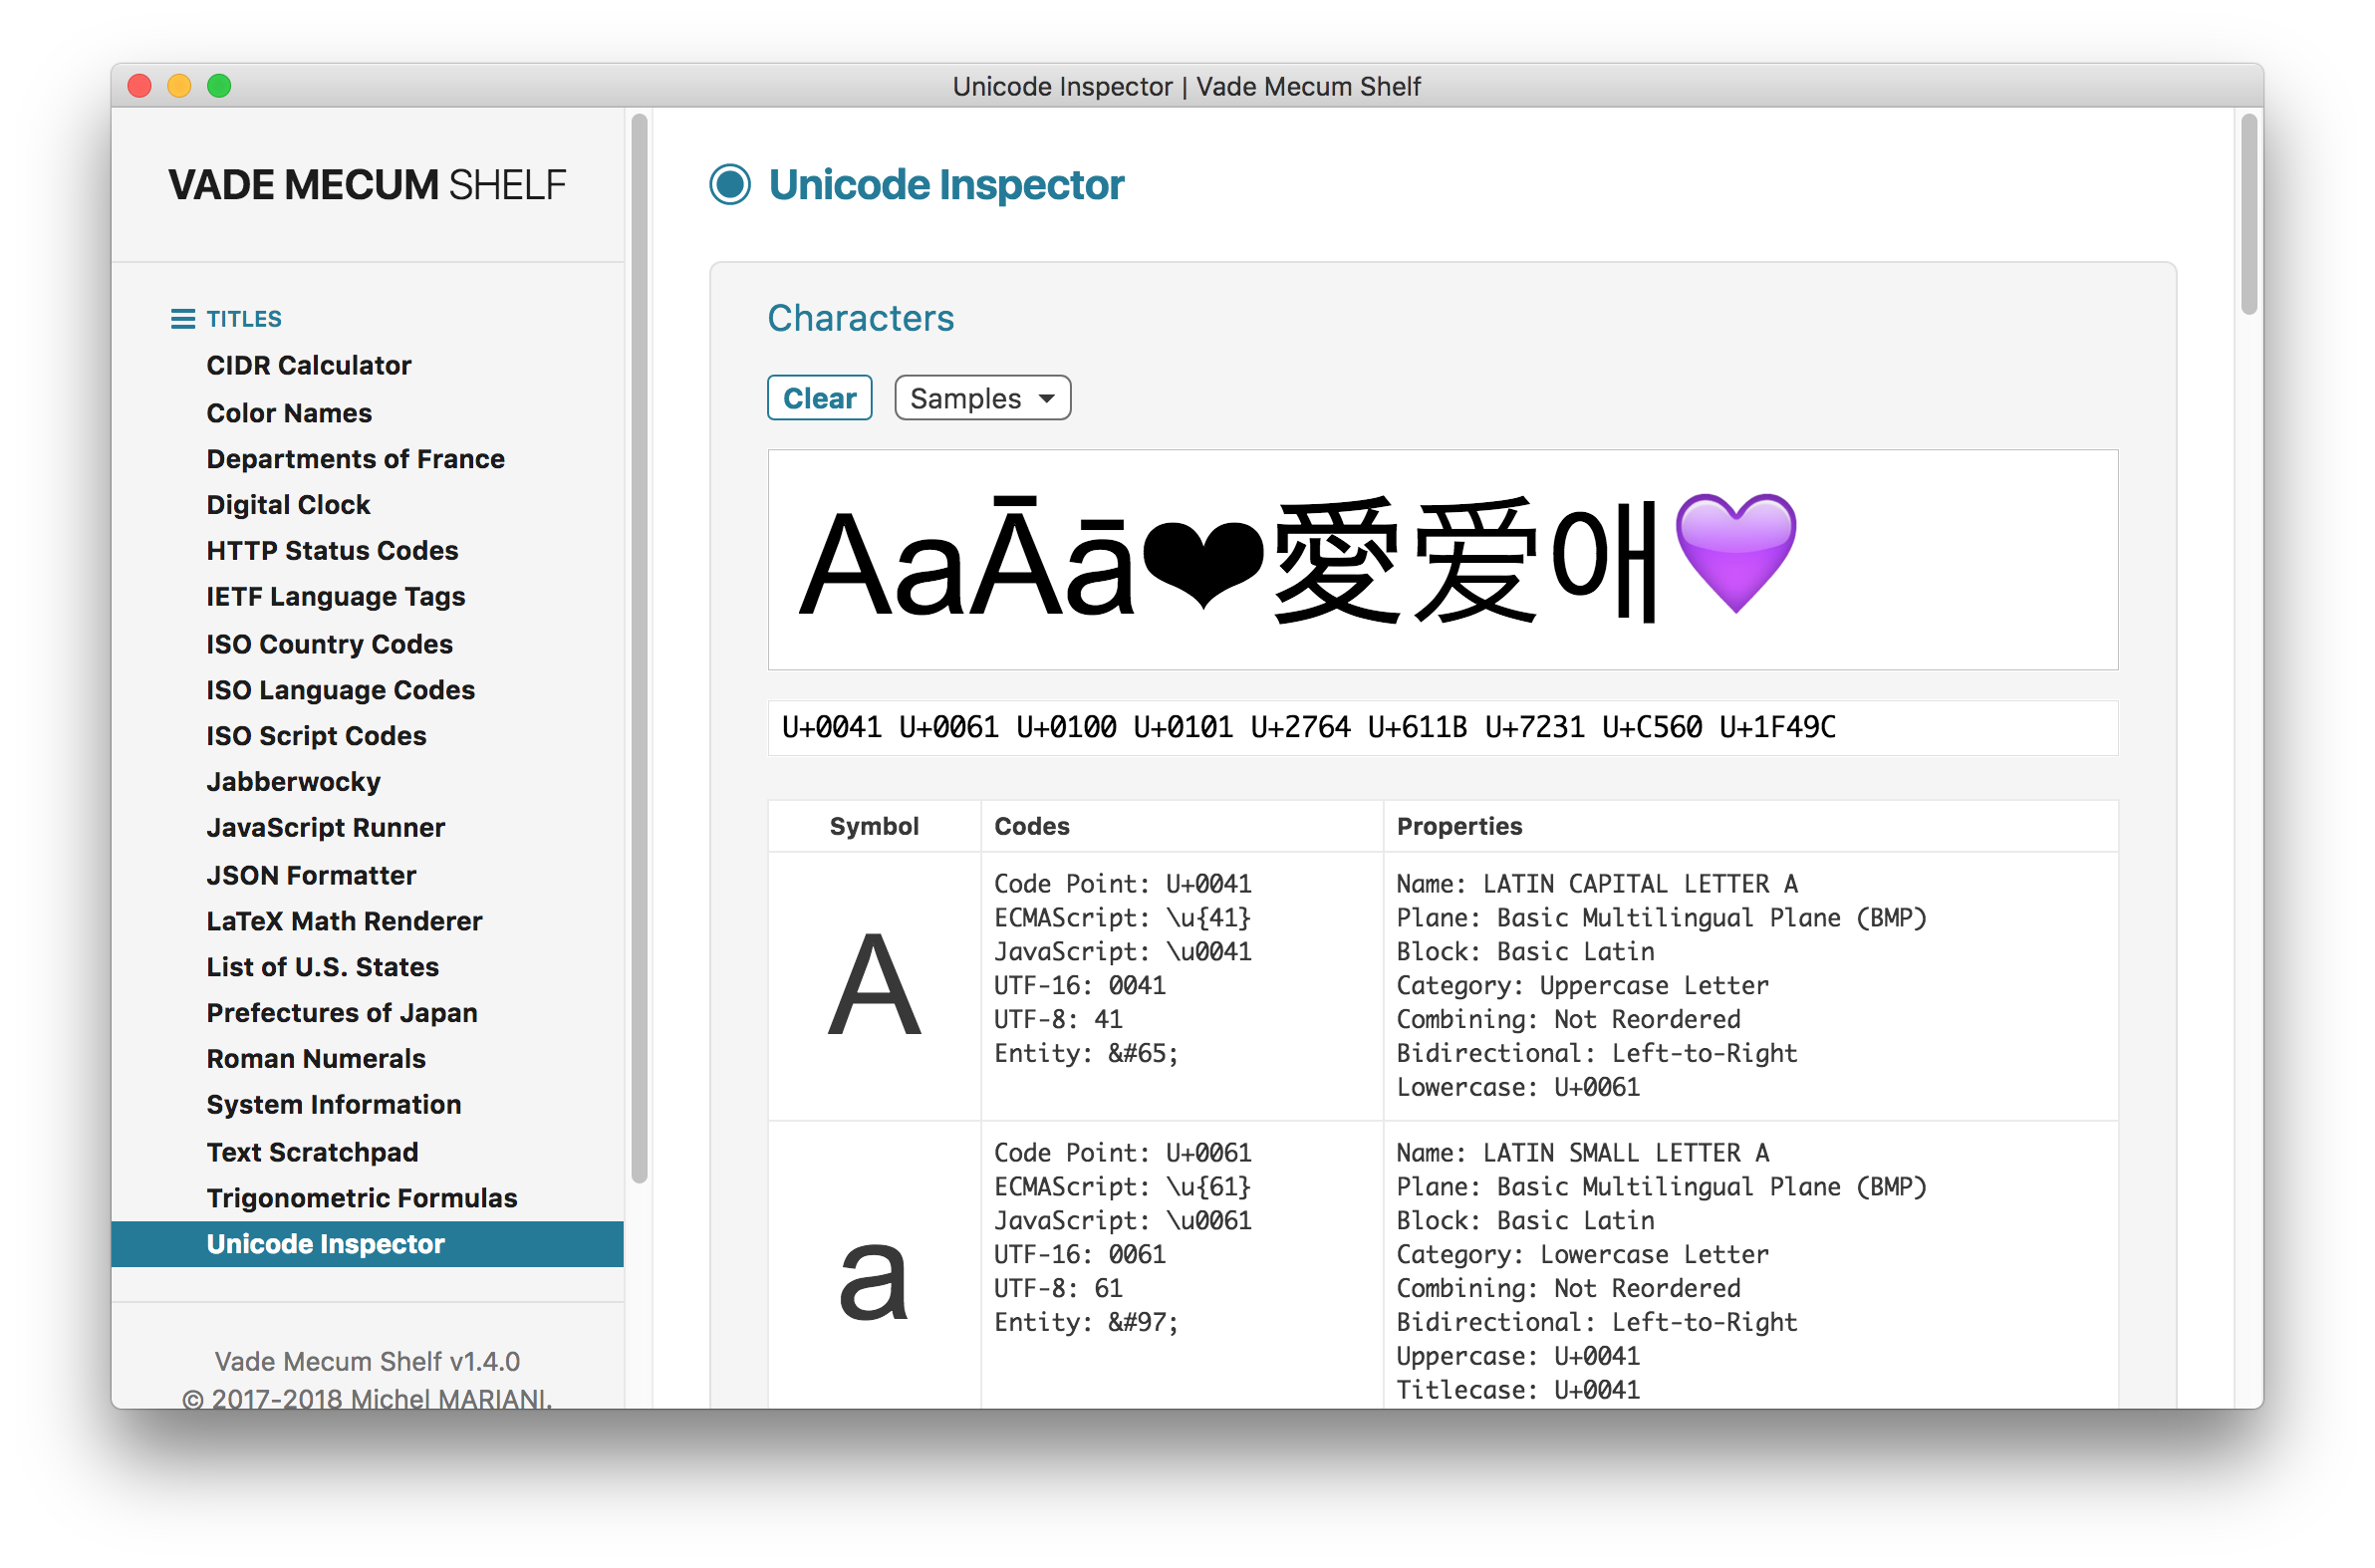 Unicode Inspector | Vade Mecum Shelf
VADE MECUM SHELF
TITLES
CIDR Calculator
Color Names
Departments of France
Digital Clock
HTTP Status Codes
IETF Language Tags
ISO Country Codes
ISO Language Codes
ISO Script Codes
Jabberwocky
JavaScript Runner
JSON Formatter
LaTeX Math Renderer
List of U.S. States
Prefectures of Japan
Roman Numerals
System Information
Text Scratchpad
Trigonometric Formulas
Unicode Inspector
Vade Mecum Shelf v1.4.0
© 2017-2018 Michel MARIANI.
Unicode Inspector
Characters
Clear Samples
AaĀā❤愛爱애💜
U+0041 U+0061 U+0100 U+0101 U+2764 U+611B U+7231 U+C560 U+1F49C
Symbol Codes Properties
A
Code Point: U+0041
ECMAScript: \u{41}
JavaScript: \u0041
UTF-16: 0041
UTF-8: 41
Entity: &#65;
Name: LATIN CAPITAL LETTER A
Plane: Basic Multilingual Plane (BMP)
Block: Basic Latin
Category: Uppercase Letter
Combining: Not Reordered
Bidirectional: Left-to-Right
Lowercase: U+0061
a
Code Point: U+0061
ECMAScript: \u{61}
JavaScript: \u0061
UTF-16: 0061
UTF-8: 61
Entity: &#97;
Name: LATIN SMALL LETTER A
Plane: Basic Multilingual Plane (BMP)
Block: Basic Latin
Category: Lowercase Letter
Combining: Not Reordered
Bidirectional: Left-to-Right
Uppercase: U+0041
Titlecase: U+0041